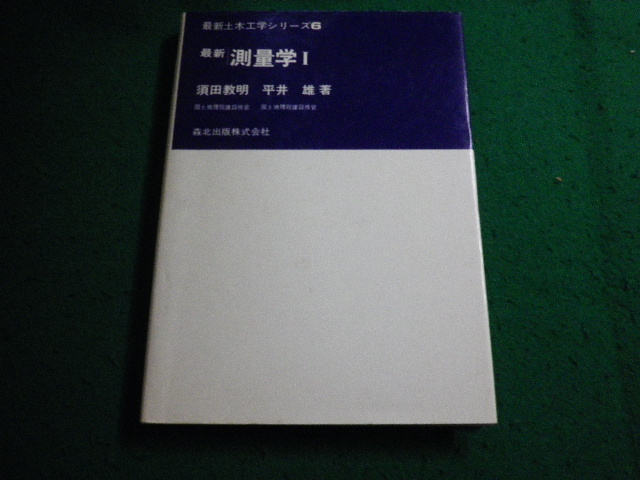 最新土木工学シリーズ6
最新 測量学 I
須田教明 平井 雄 著
森北出版株式会社